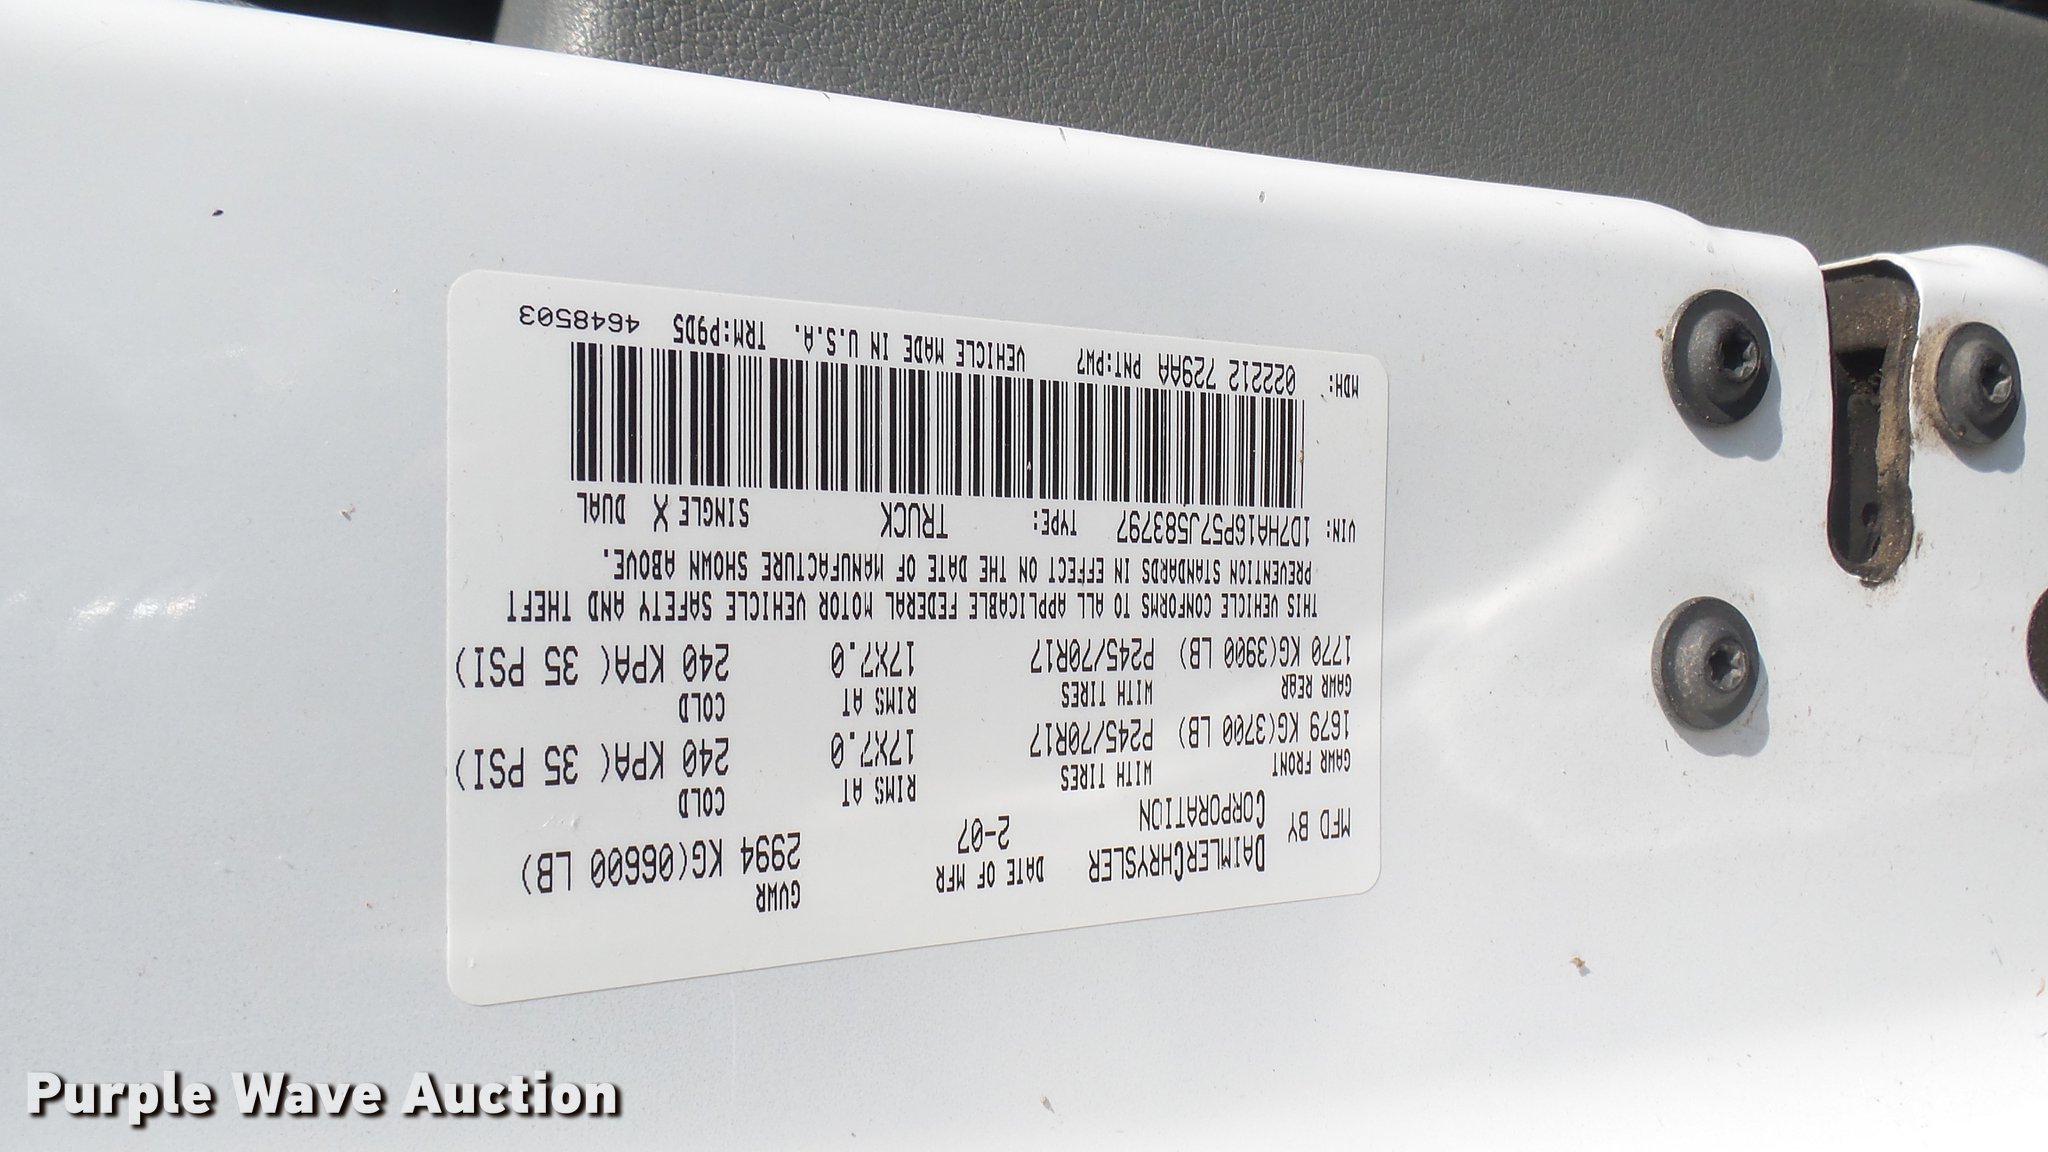 MFD BY DAIMLERCHRYSLER CORPORATION DATE OF MFR 2-07 GVWR 2994 KG(06600 LB)
GAWR FRONT WITH TIRES RIMS AT COLD
1679 KG(3700 LB) P245/70R17 17X7.0 240 KPA( 35 PSI)
GAWR REAR WITH TIRES RIMS AT COLD
1770 KG(3900 LB) P245/70R17 17X7.0 240 KPA( 35 PSI)
THIS VEHICLE CONFORMS TO ALL APPLICABLE FEDERAL MOTOR VEHICLE SAFETY AND THEFT
PREVENTION STANDARDS IN EFFECT ON THE DATE OF MANUFACTURE SHOWN ABOVE.
VIN: 1D7HA16P57J583797 TYPE: TRUCK SINGLE X DUAL
MDH: 022212 729AA PNT:PW7 VEHICLE MADE IN U.S.A. TRM:P9D5 4648503
Purple Wave Auction